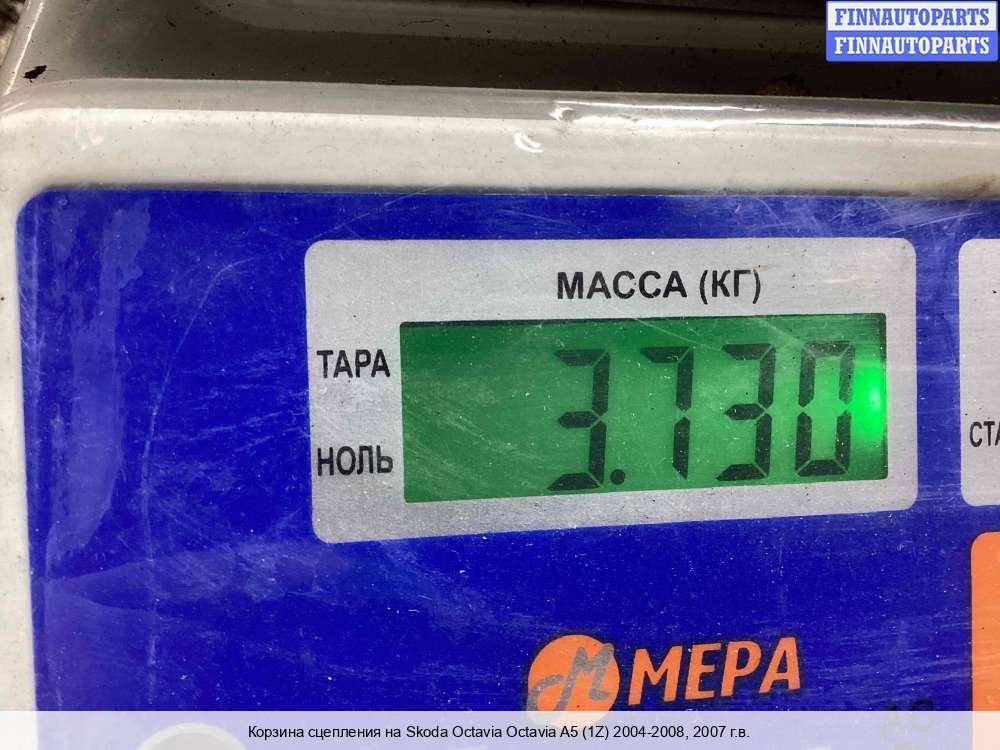 FINNAUTOPARTS
FINNAUTOPARTS
МАССА (КГ)
ТАРА
3.730
НОЛЬ
МЕРА
Корзина сцепления на Skoda Octavia Octavia A5 (1Z) 2004-2008, 2007 г.в.